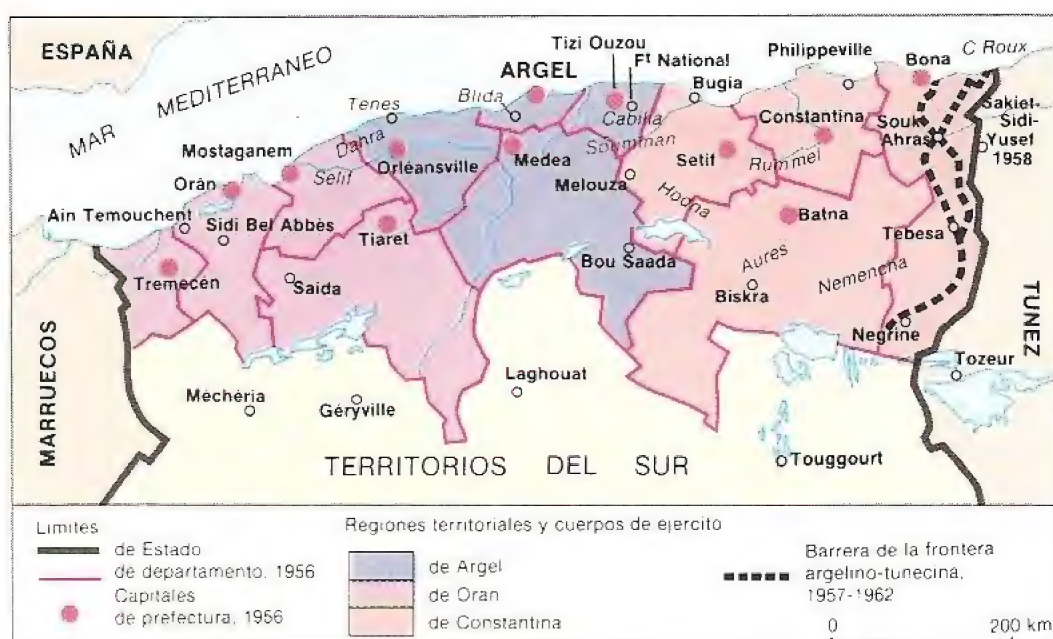 ESPAÑA
MAR MEDITERRANEO
ARGEL
Tizi Ouzou
Ft National
Philippeville
C Roux
Bona
Bugia
Tenes
Blida
Cabilia
Constantina
Souk
Ahras
Sakiel-
Sidi-
Yusef
1958
Mostaganem
Dahra
Orléansville
Medea
Soumman
Setif
Rummel
Orán
Selif
Melouza
Hodna
Ain Temouchent
Sidi Bel Abbès
Tiaret
Batna
Tebesa
Tremecén
Saida
Bou Saada
Aures
Biskra
Nemencha
Negrine
MARRUECOS
TUNEZ
Tozeur
Méchéria
Géryville
Laghouat
TERRITORIOS DEL SUR
Touggourt
Limites
de Estado
de departamento, 1956
Capitales
de prefectura, 1956
Regiones territoriales y cuerpos de ejercito
de Argel
de Oran
de Constantina
Barrera de la frontera
argelino-tunecina,
1957-1962
0 200 km